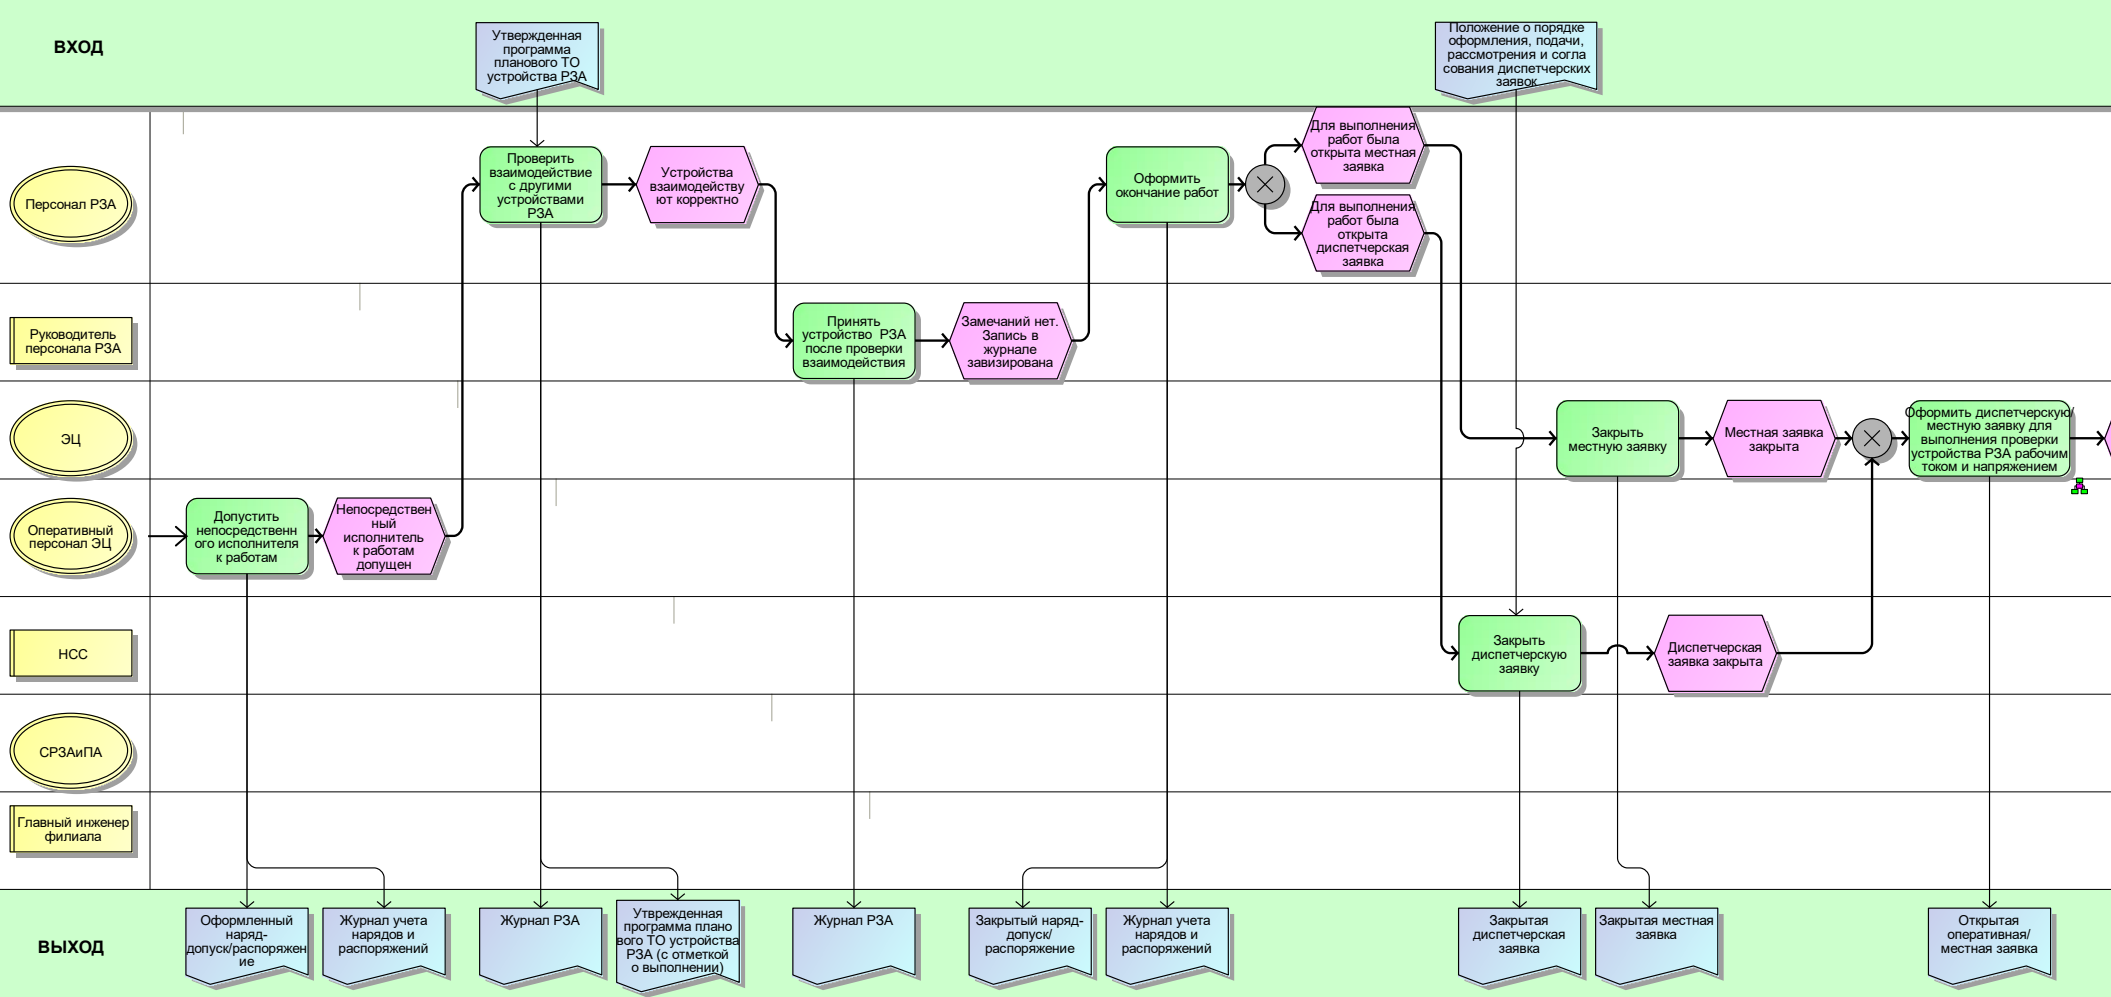 ВХОД
Утвержденная
программа
планового ТО
устройства РЗА
Положение о порядке
оформления, подачи,
рассмотрения и согла
сования диспетчерских
заявок
Персонал РЗА
Проверить
взаимодействие
с другими
устройствами
РЗА
Устройства
взаимодейству
ют корректно
Оформить
окончание работ
Для выполнения
работ была
открыта местная
заявка
Для выполнения
работ была
открыта
диспетчерская
заявка
Руководитель
персонала РЗА
Принять
устройство РЗА
после проверки
взаимодействия
Замечаний нет.
Запись в
журнале
завизирована
ЭЦ
Закрыть
местную заявку
Местная заявка
закрыта
Оформить диспетчерскую/
местную заявку для
выполнения проверки
устройства РЗА рабочим
током и напряжением
Оперативный
персонал ЭЦ
Допустить
непосредственн
ого исполнителя
к работам
Непосредствен
ный
исполнитель
к работам
допущен
НСС
Закрыть
диспетчерскую
заявку
Диспетчерская
заявка закрыта
СРЗАиПА
Главный инженер
филиала
ВЫХОД
Оформленный
наряд-
допуск/распоряжен
ие
Журнал учета
нарядов и
распоряжений
Журнал РЗА
Утврежденная
программа плано
вого ТО устройства
РЗА (с отметкой
о выполнении)
Журнал РЗА
Закрытый наряд-
допуск/
распоряжение
Журнал учета
нарядов и
распоряжений
Закрытая
диспетчерская
заявка
Закрытая местная
заявка
Открытая
оперативная/
местная заявка